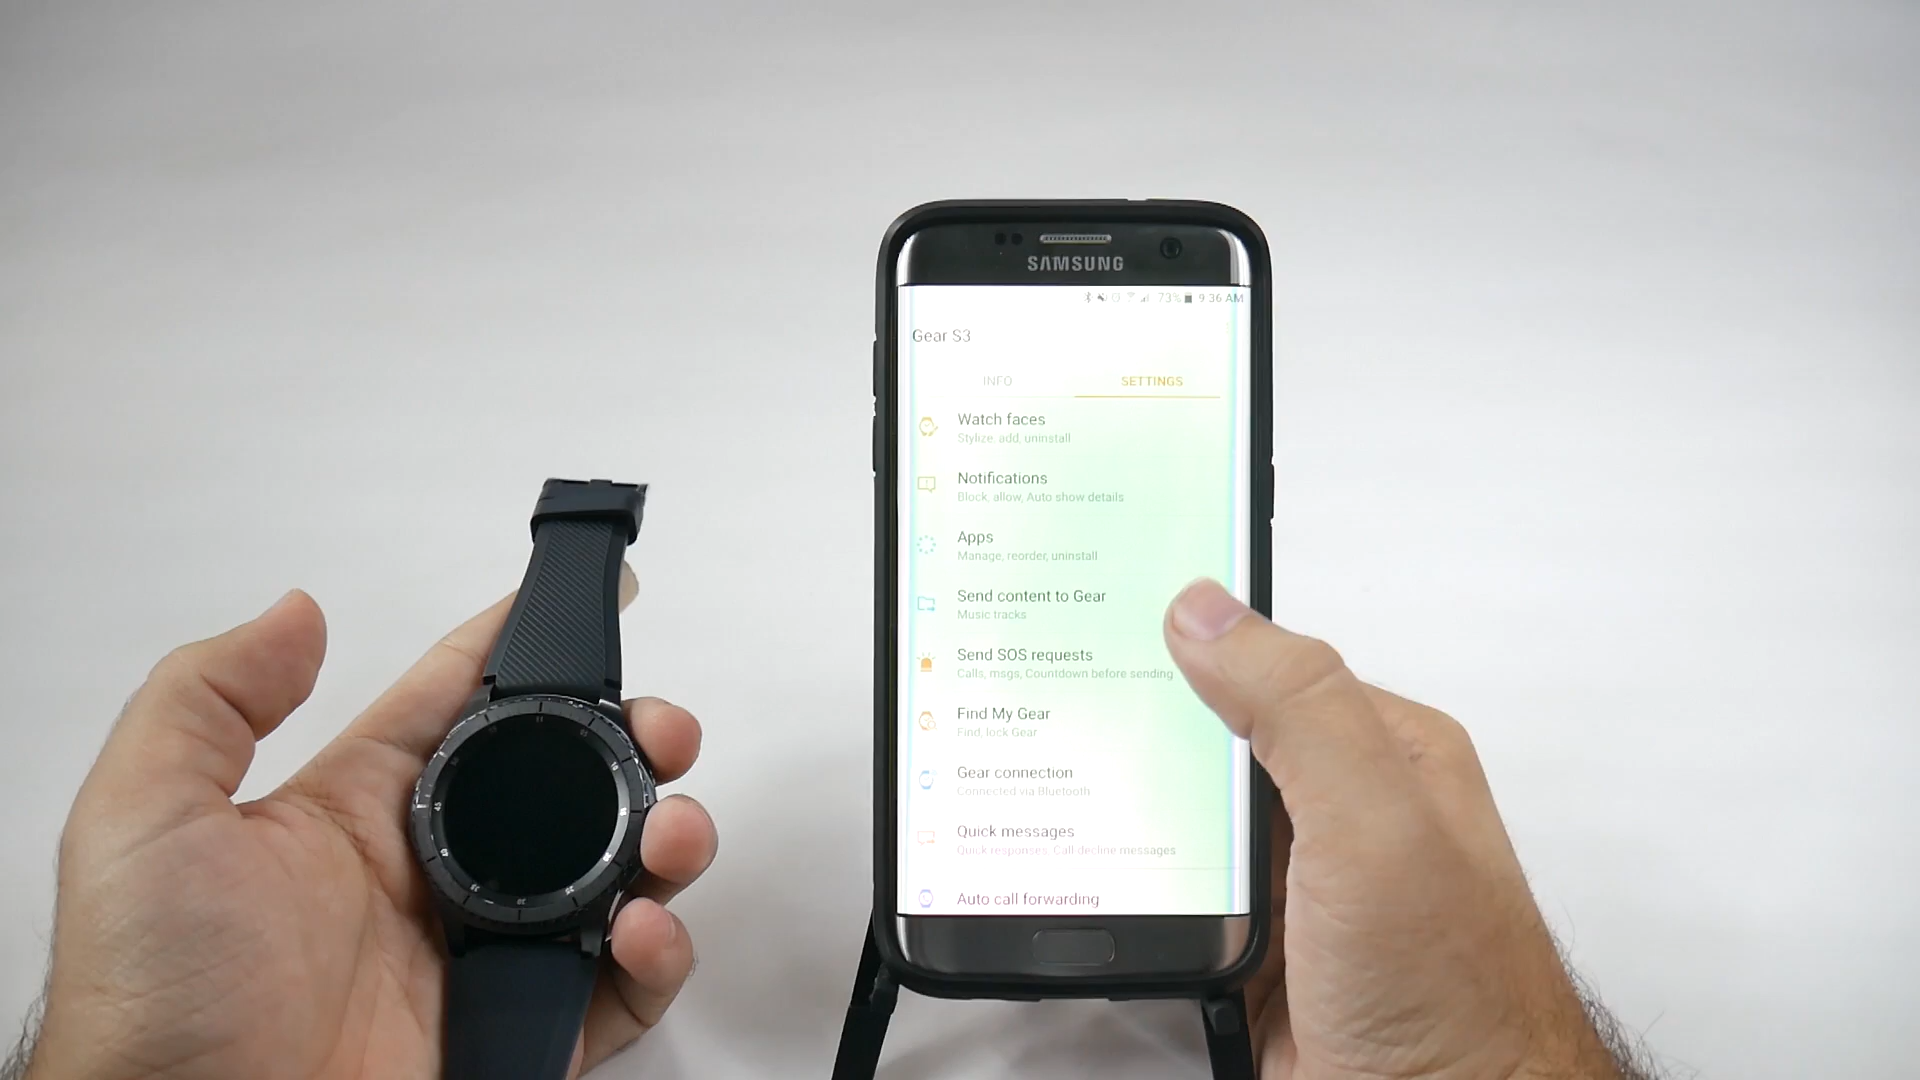 SAMSUNG
73% 9:36 AM
Gear S3
INFO SETTINGS
Watch faces
Stylize, add, uninstall
Notifications
Block, allow, Auto show details
Apps
Manage, reorder, uninstall
Send content to Gear
Music tracks
Send SOS requests
Calls, msgs, Countdown before sending
Find My Gear
Find, lock Gear
Gear connection
Connected via Bluetooth
Quick messages
Quick responses, Call decline messages
Auto call forwarding
10
45